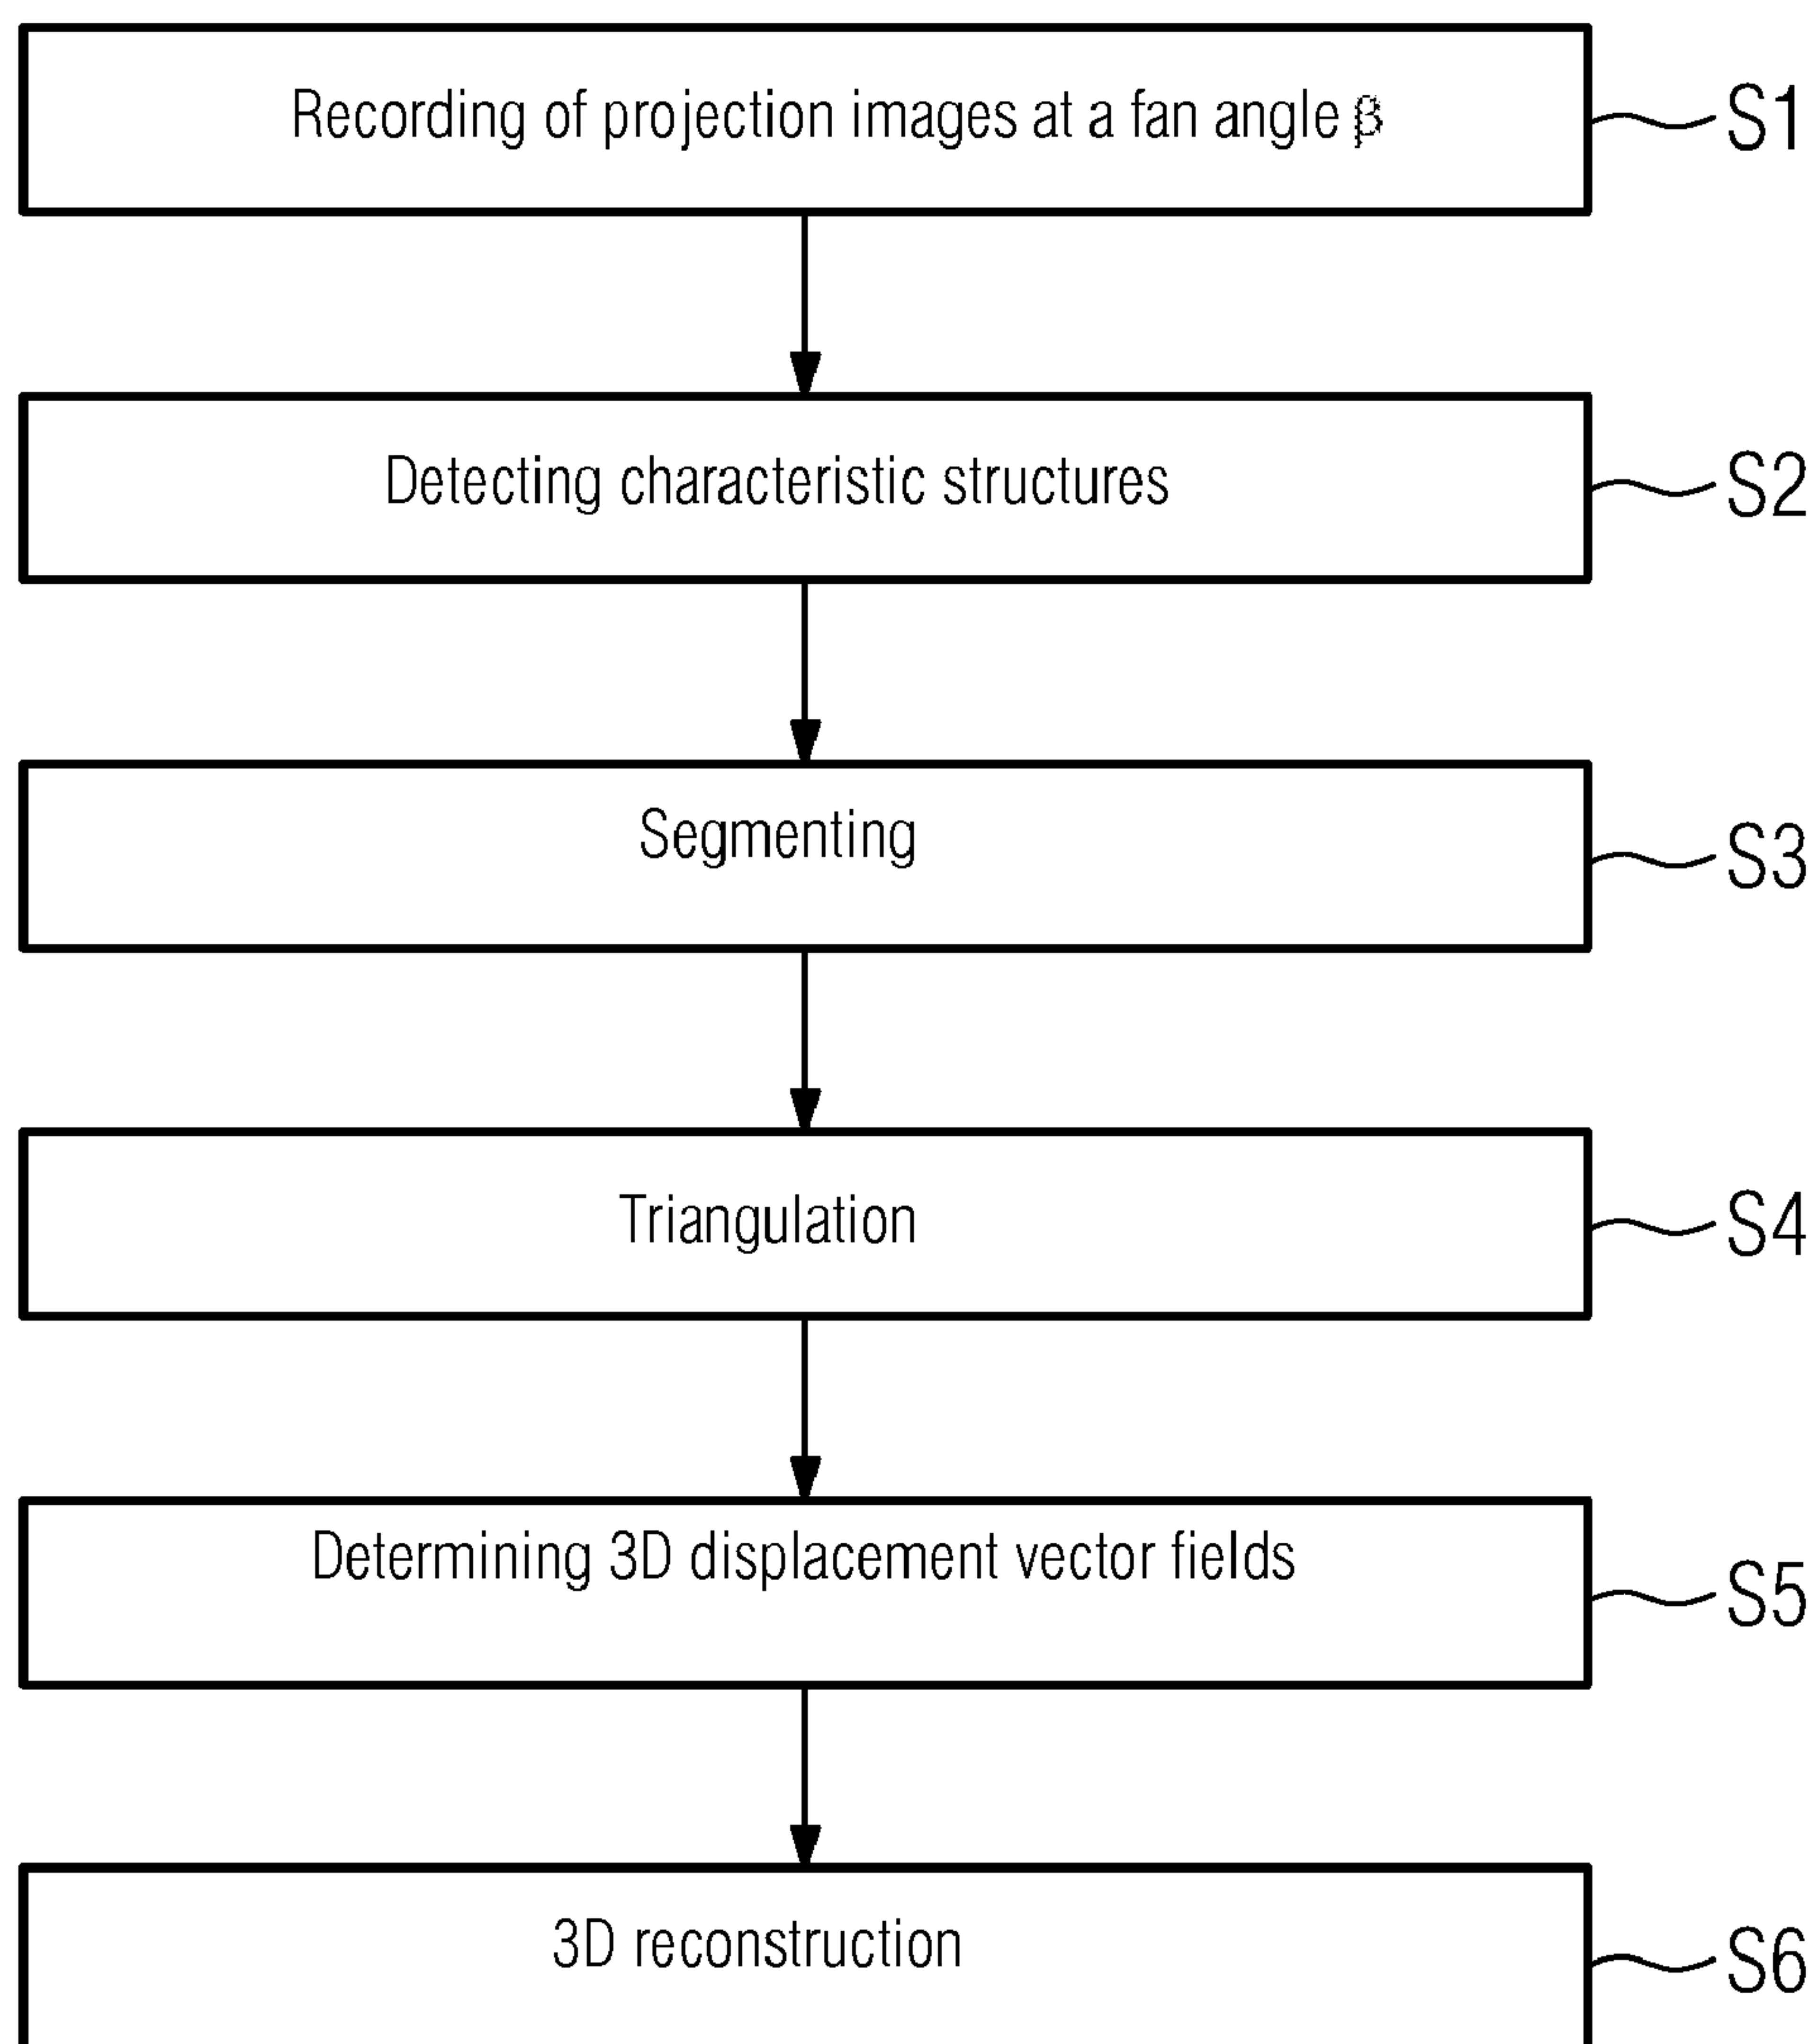 Recording of projection images at a fan angle β
S1
Detecting characteristic structures
S2
Segmenting
S3
Triangulation
S4
Determining 3D displacement vector fields
S5
3D reconstruction
S6